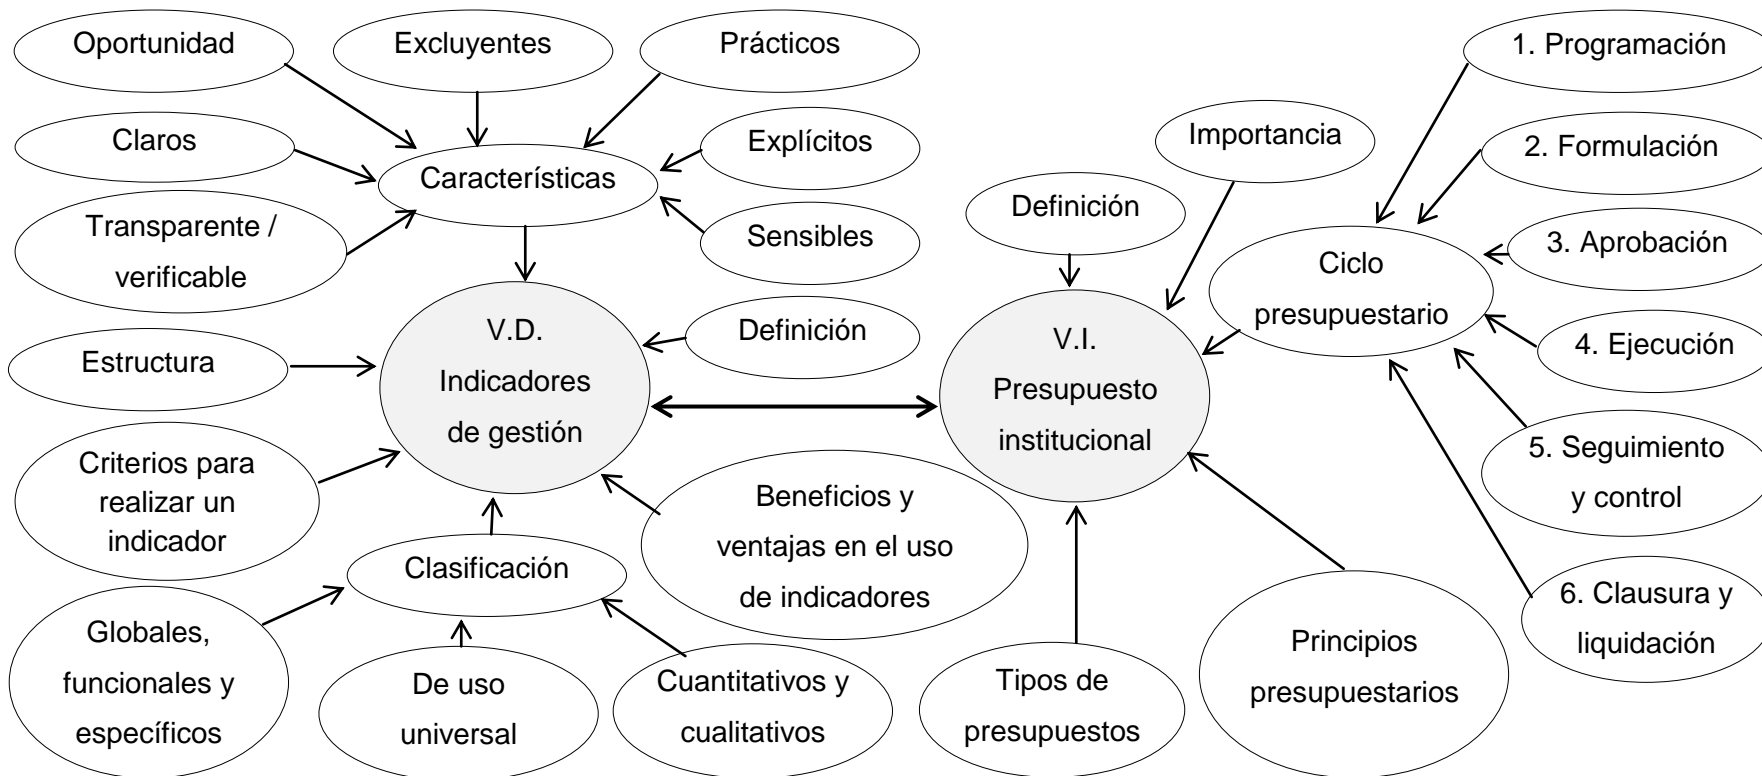 Oportunidad
Excluyentes
Prácticos
Claros
Explícitos
Características
Transparente /
verificable
Sensibles
V.D.
Indicadores
de gestión
Definición
Estructura
Criterios para
realizar un
indicador
Beneficios y
ventajas en el uso
de indicadores
Clasificación
Globales,
funcionales y
específicos
De uso
universal
Cuantitativos y
cualitativos
Importancia
Definición
V.I.
Presupuesto
institucional
Ciclo
presupuestario
1. Programación
2. Formulación
3. Aprobación
4. Ejecución
5. Seguimiento
y control
6. Clausura y
liquidación
Tipos de
presupuestos
Principios
presupuestarios